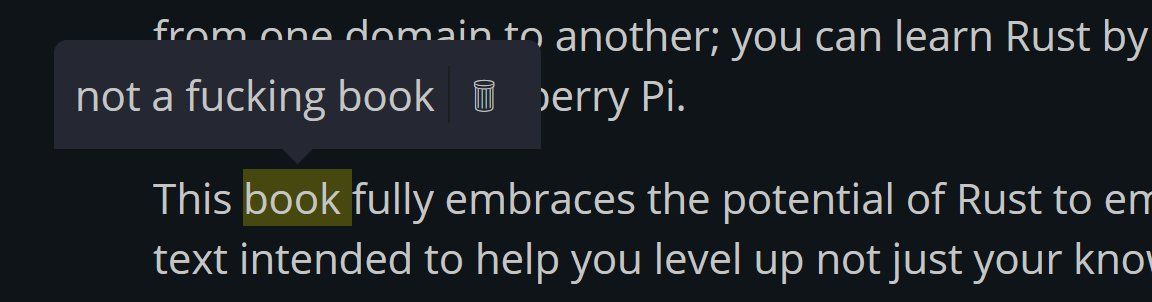 from one domain to another; you can learn Rust by
not a fucking book
berry Pi.
This book fully embraces the potential of Rust to em
text intended to help you level up not just your know